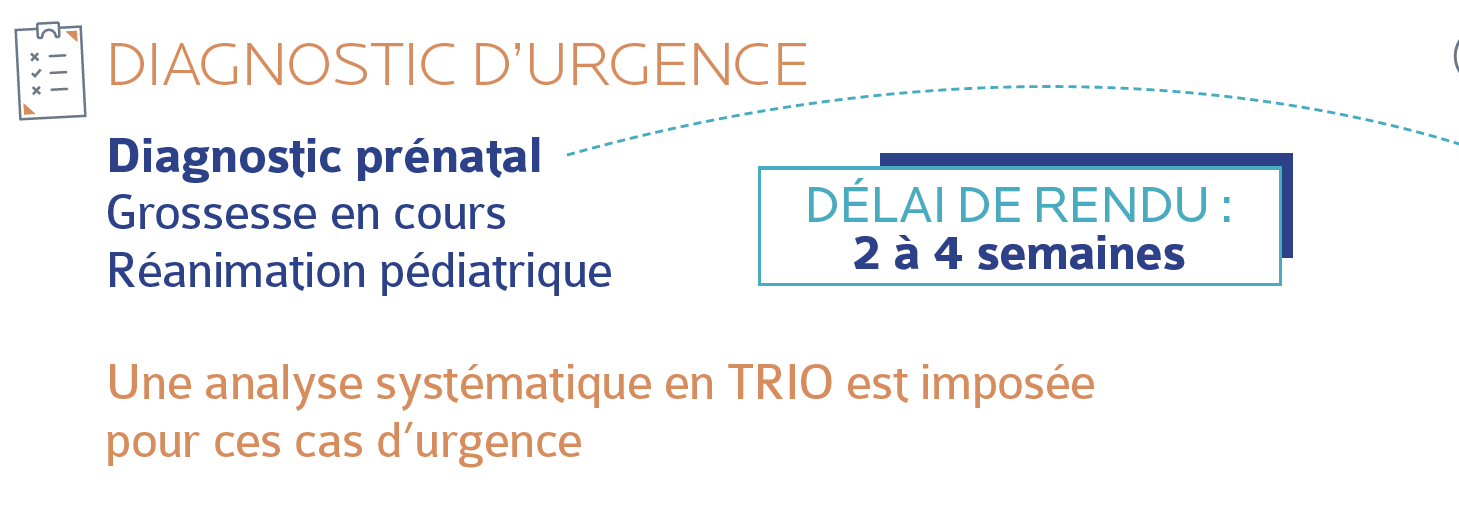 DIAGNOSTIC D’URGENCE
Diagnostic prénatal
Grossesse en cours
Réanimation pédiatrique
DÉLAI DE RENDU :
2 à 4 semaines
Une analyse systématique en TRIO est imposée
pour ces cas d’urgence